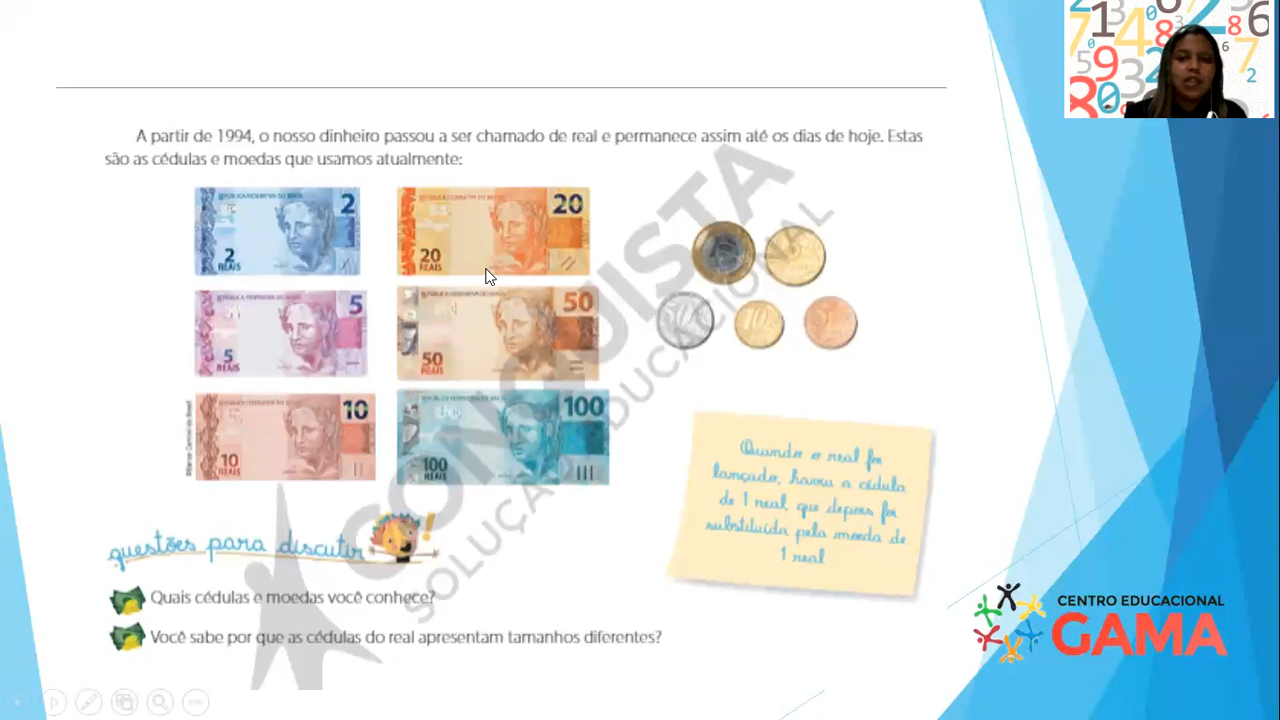 A partir de 1994, o nosso dinheiro passou a ser chamado de real e permanece assim até os dias de hoje. Estas
são as cédulas e moedas que usamos atualmente:
2
2
REAIS
20
20
REAIS
5
5
REAIS
50
50
REAIS
10
10
REAIS
100
100
REAIS
10
Quando o real foi
lançado, havia a cédula
de 1 real, que depois foi
substituída pela moeda de
1 real
questões para discutir
Quais cédulas e moedas você conhece?
Você sabe por que as cédulas do real apresentam tamanhos diferentes?
CONQUISTA
SOLUÇÃO EDUCACIONAL
CENTRO EDUCACIONAL
GAMA